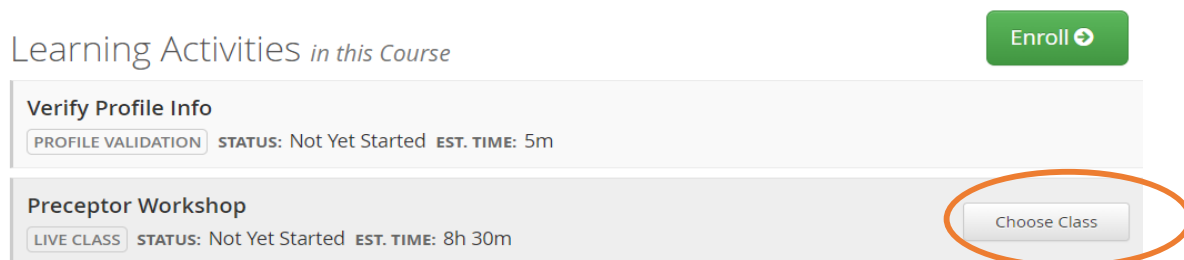 Enroll
Learning Activities in this Course
Verify Profile Info
PROFILE VALIDATION STATUS: Not Yet Started EST. TIME: 5m
Preceptor Workshop
Choose Class
LIVE CLASS STATUS: Not Yet Started EST. TIME: 8h 30m